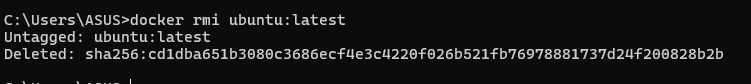 C:\Users\ASUS>docker rmi ubuntu:latest
Untagged: ubuntu:latest
Deleted: sha256:cd1dba651b3080c3686ecf4e3c4220f026b521fb76978881737d24f200828b2b